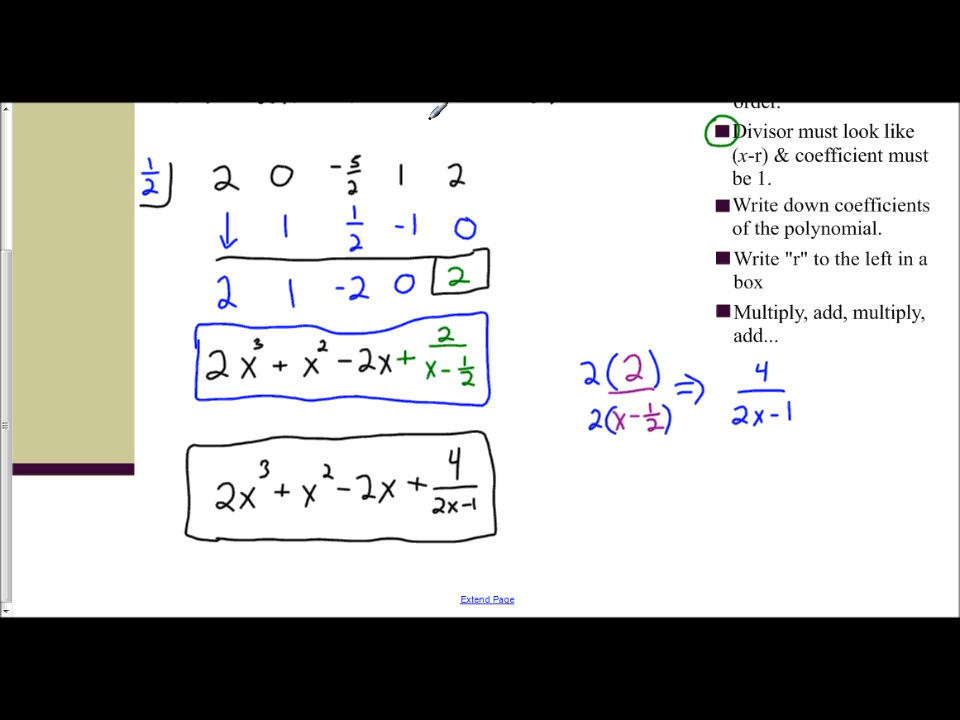 order.
Divisor must look like
(x-r) & coefficient must
be 1.
Write down coefficients
of the polynomial.
Write "r" to the left in a
box
Multiply, add, multiply,
add...
1/2 2 0 -5/2 1 2
↓ 1 1/2 -1 0
2 1 -2 0 2
2x³ + x² - 2x + 2/(x - 1/2)
2(2)/2(x - 1/2) ⇒ 4/(2x-1)
2x³ + x² - 2x + 4/(2x-1)
Extend Page